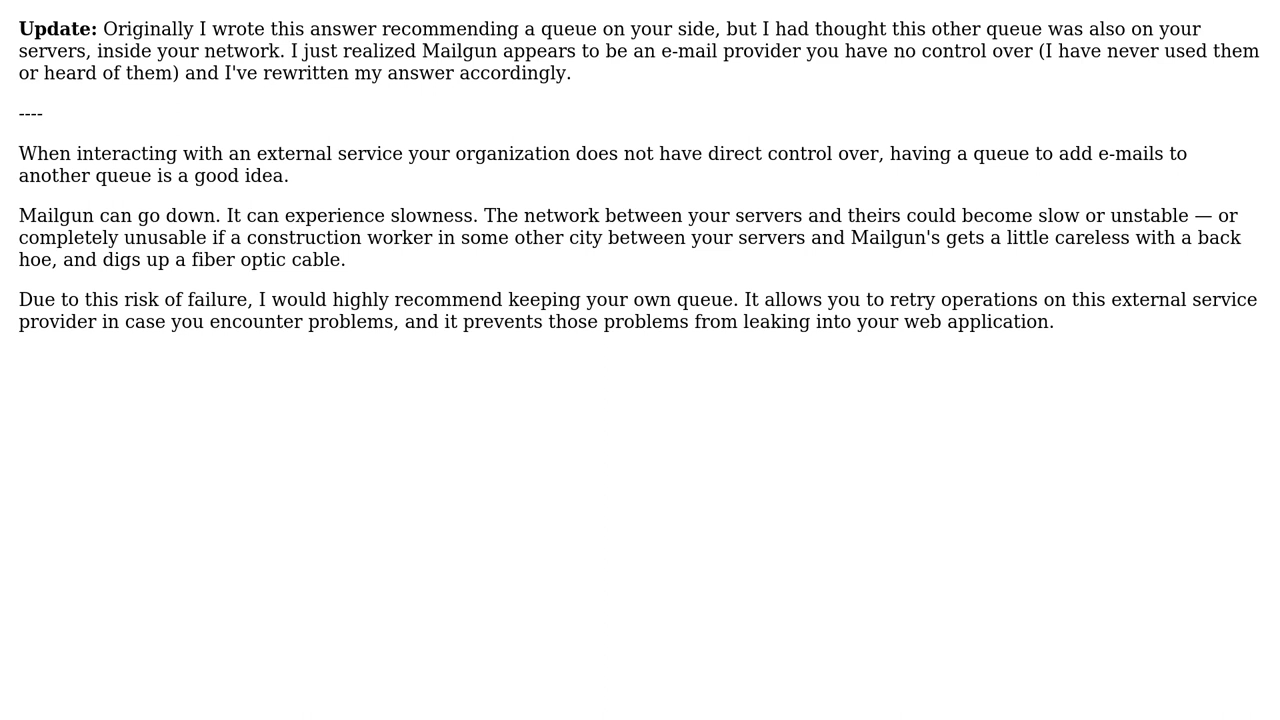 Update: Originally I wrote this answer recommending a queue on your side, but I had thought this other queue was also on your
servers, inside your network. I just realized Mailgun appears to be an e-mail provider you have no control over (I have never used them
or heard of them) and I've rewritten my answer accordingly.
----
When interacting with an external service your organization does not have direct control over, having a queue to add e-mails to
another queue is a good idea.
Mailgun can go down. It can experience slowness. The network between your servers and theirs could become slow or unstable — or
completely unusable if a construction worker in some other city between your servers and Mailgun's gets a little careless with a back
hoe, and digs up a fiber optic cable.
Due to this risk of failure, I would highly recommend keeping your own queue. It allows you to retry operations on this external service
provider in case you encounter problems, and it prevents those problems from leaking into your web application.